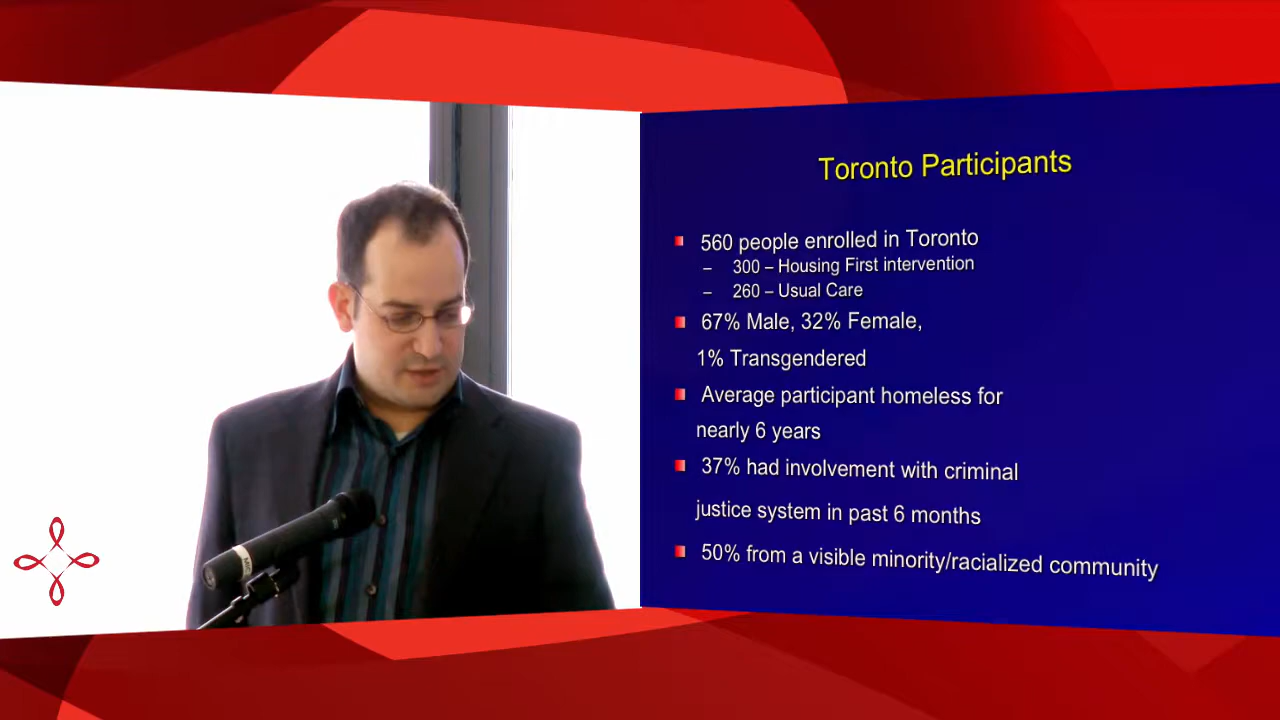 Toronto Participants
560 people enrolled in Toronto
– 300 – Housing First intervention
– 260 – Usual Care
67% Male, 32% Female,
1% Transgendered
Average participant homeless for
nearly 6 years
37% had involvement with criminal
justice system in past 6 months
50% from a visible minority/racialized community